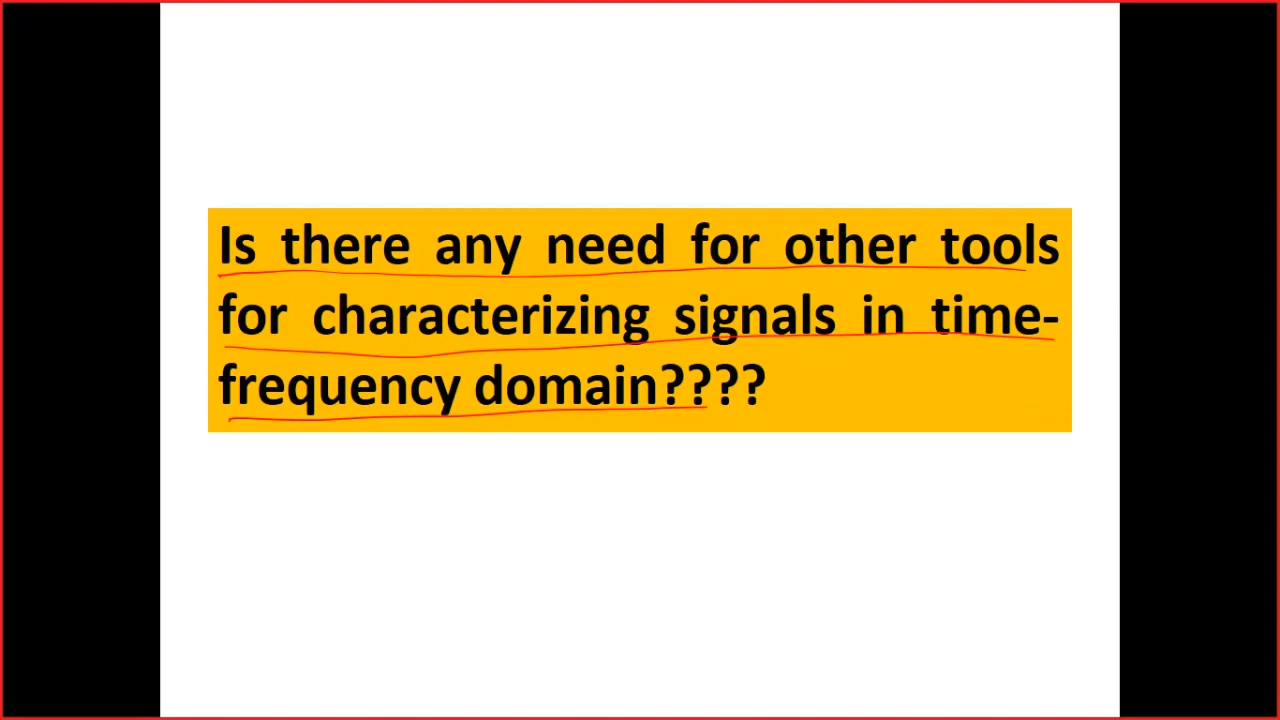 Is there any need for other tools
for characterizing signals in time-
frequency domain????